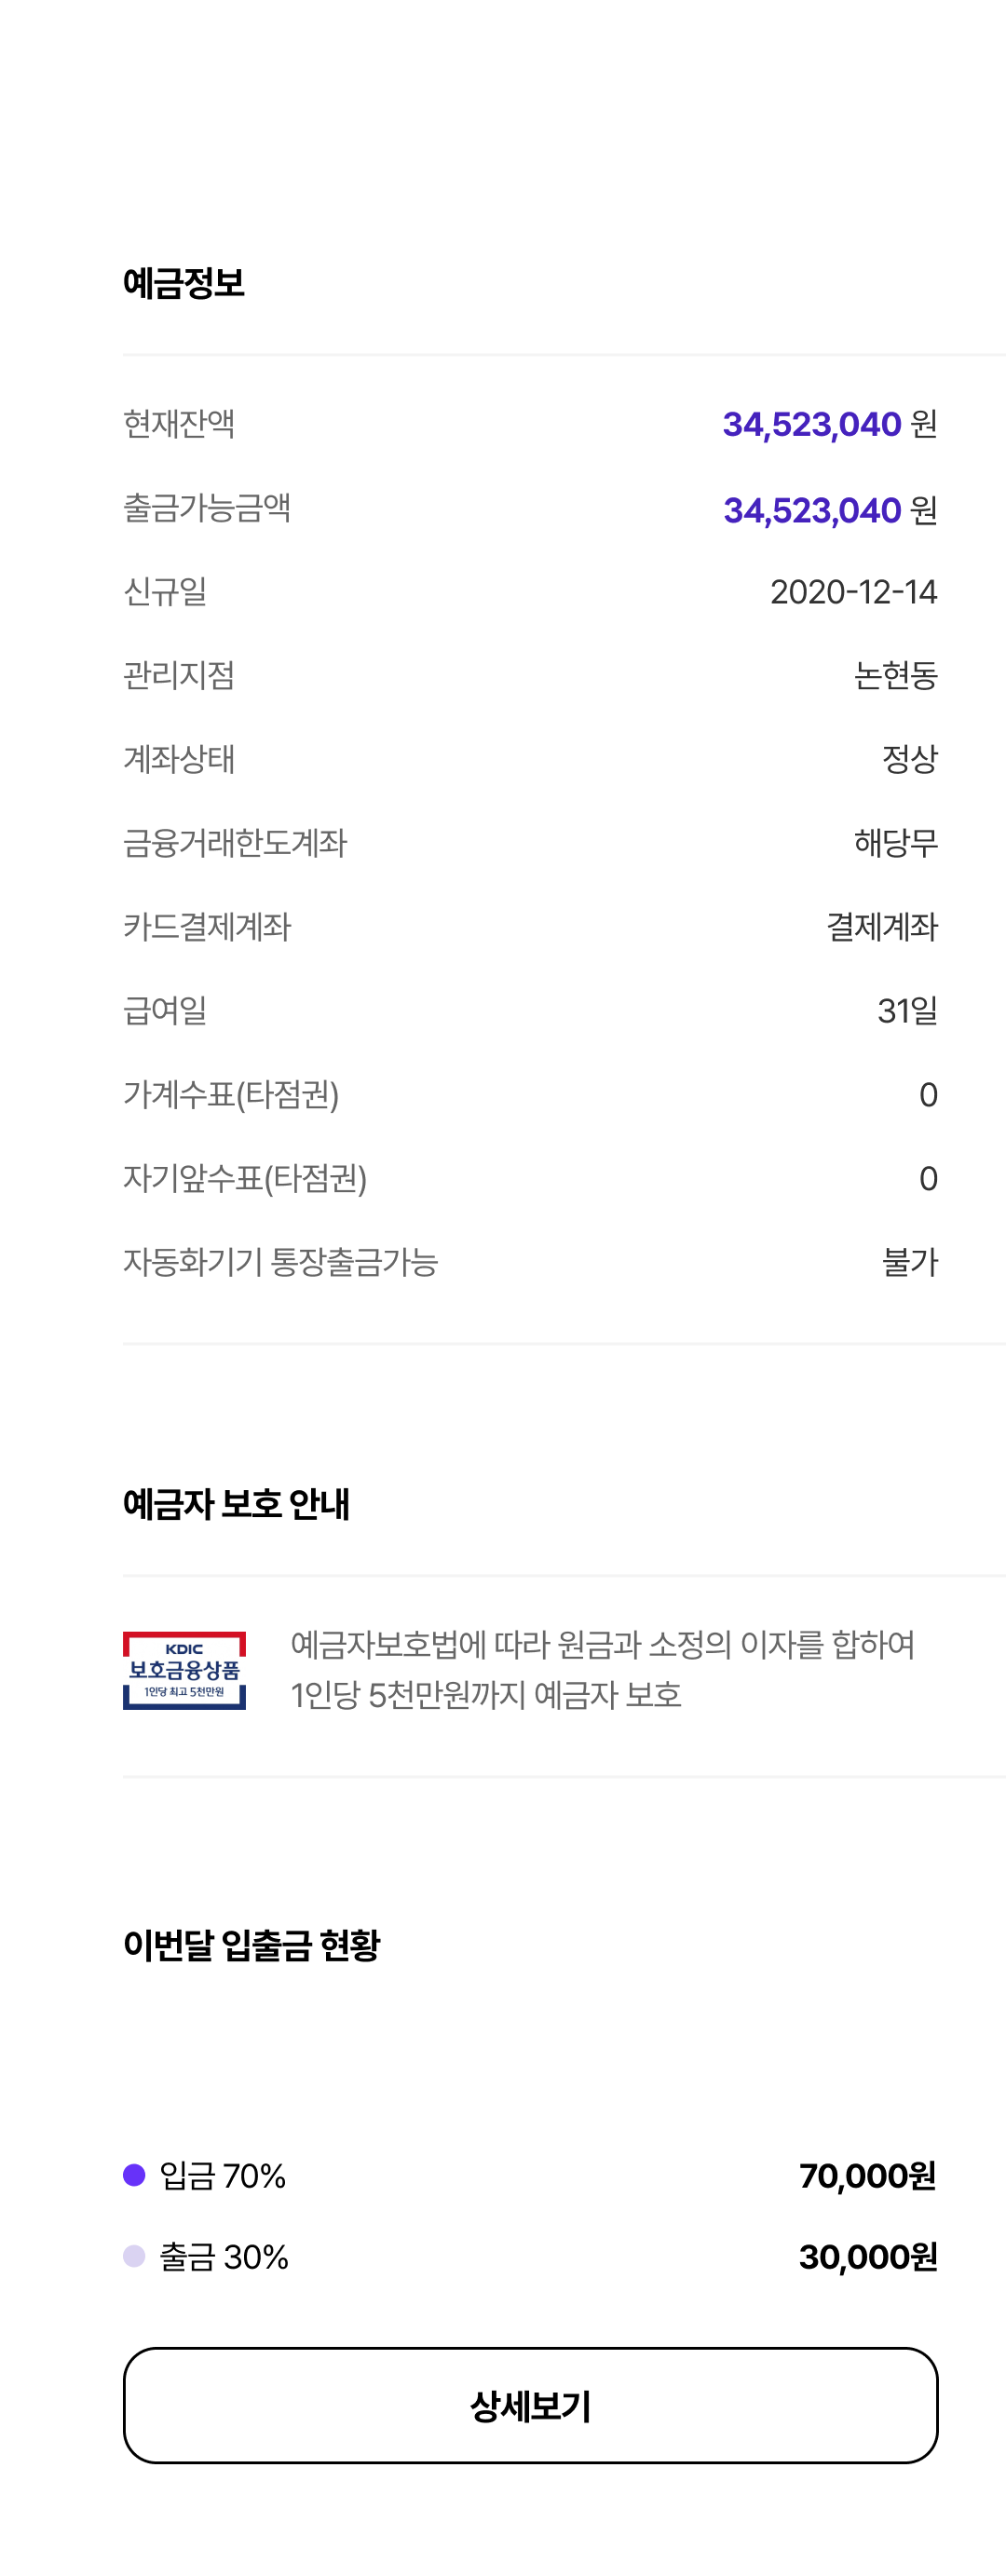 예금정보
현재잔액 34,523,040 원
출금가능금액 34,523,040 원
신규일 2020-12-14
관리지점 논현동
계좌상태 정상
금융거래한도계좌 해당무
카드결제계좌 결제계좌
급여일 31일
가계수표(타점권) 0
자기앞수표(타점권) 0
자동화기기 통장출금가능 불가
예금자 보호 안내
KDIC
보호금융상품
1인당 최고 5천만원
예금자보호법에 따라 원금과 소정의 이자를 합하여
1인당 5천만원까지 예금자 보호
이번달 입출금 현황
입금 70% 70,000원
출금 30% 30,000원
상세보기